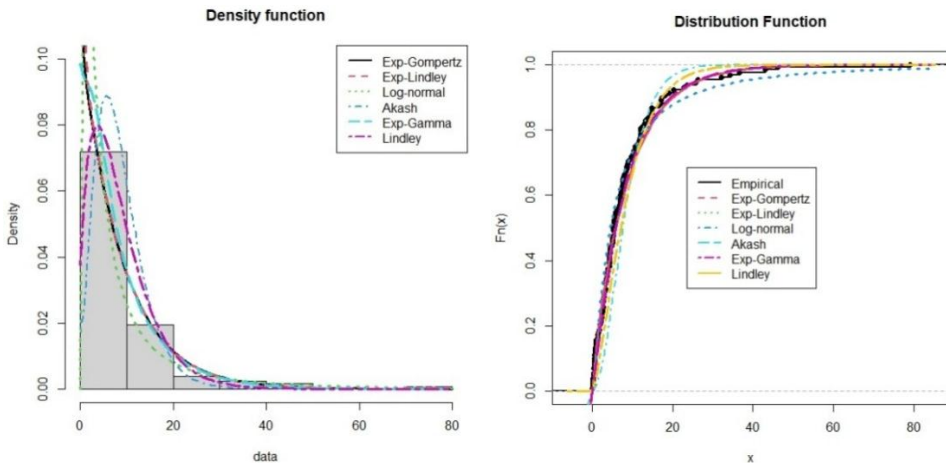 Density function
Density
0.00
0.02
0.04
0.06
0.08
0.10
Exp-Gompertz
Exp-Lindley
Log-normal
Akash
Exp-Gamma
Lindley
0 20 40 60 80
data
Distribution Function
Fn(x)
0.0
0.2
0.4
0.6
0.8
1.0
Empirical
Exp-Gompertz
Exp-Lindley
Log-normal
Akash
Exp-Gamma
Lindley
0 20 40 60 80
x